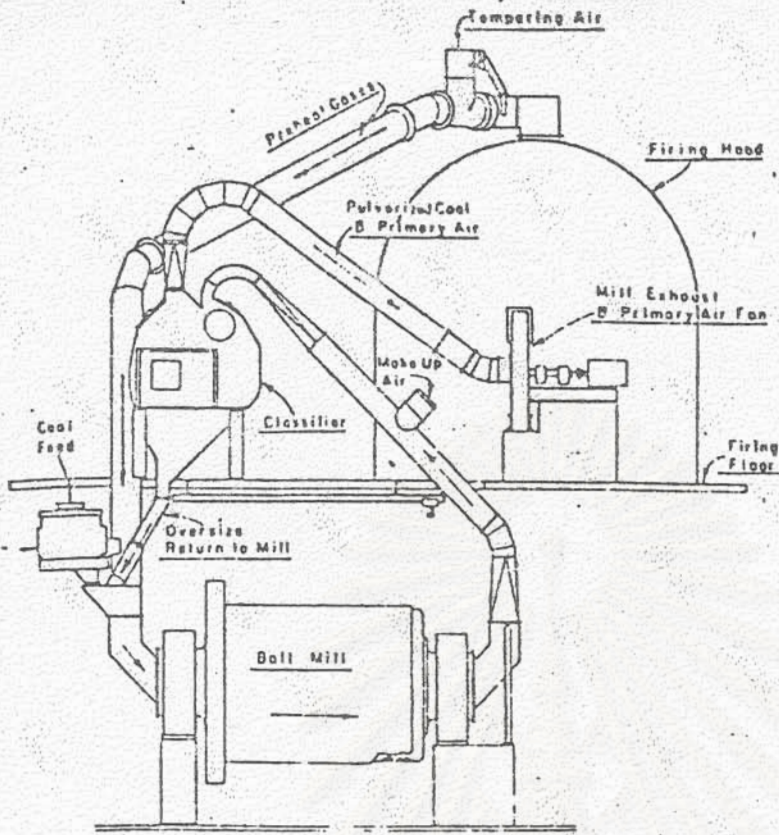 Tempering Air
Preheat Gases
Firing Hood
Pulverized Coal
& Primary Air
Mill Exhaust
& Primary Air Fan
Make Up
Air
Coal
Feed
Classifier
Firing
Floor
Oversize
Return to Mill
Ball Mill